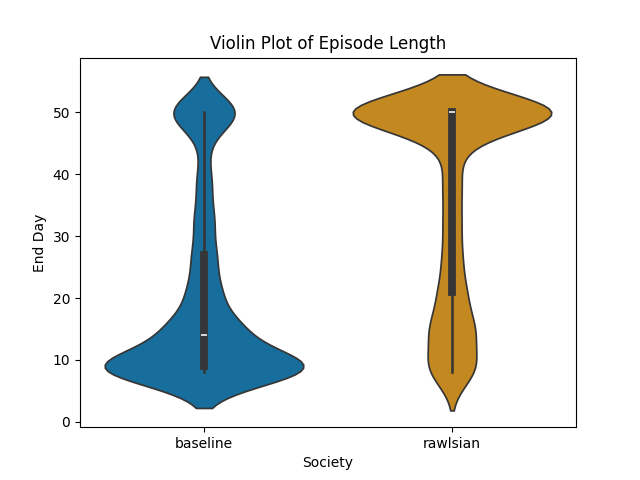 Violin Plot of Episode Length
50
40
30
20
10
0
End Day
baseline
rawlsian
Society